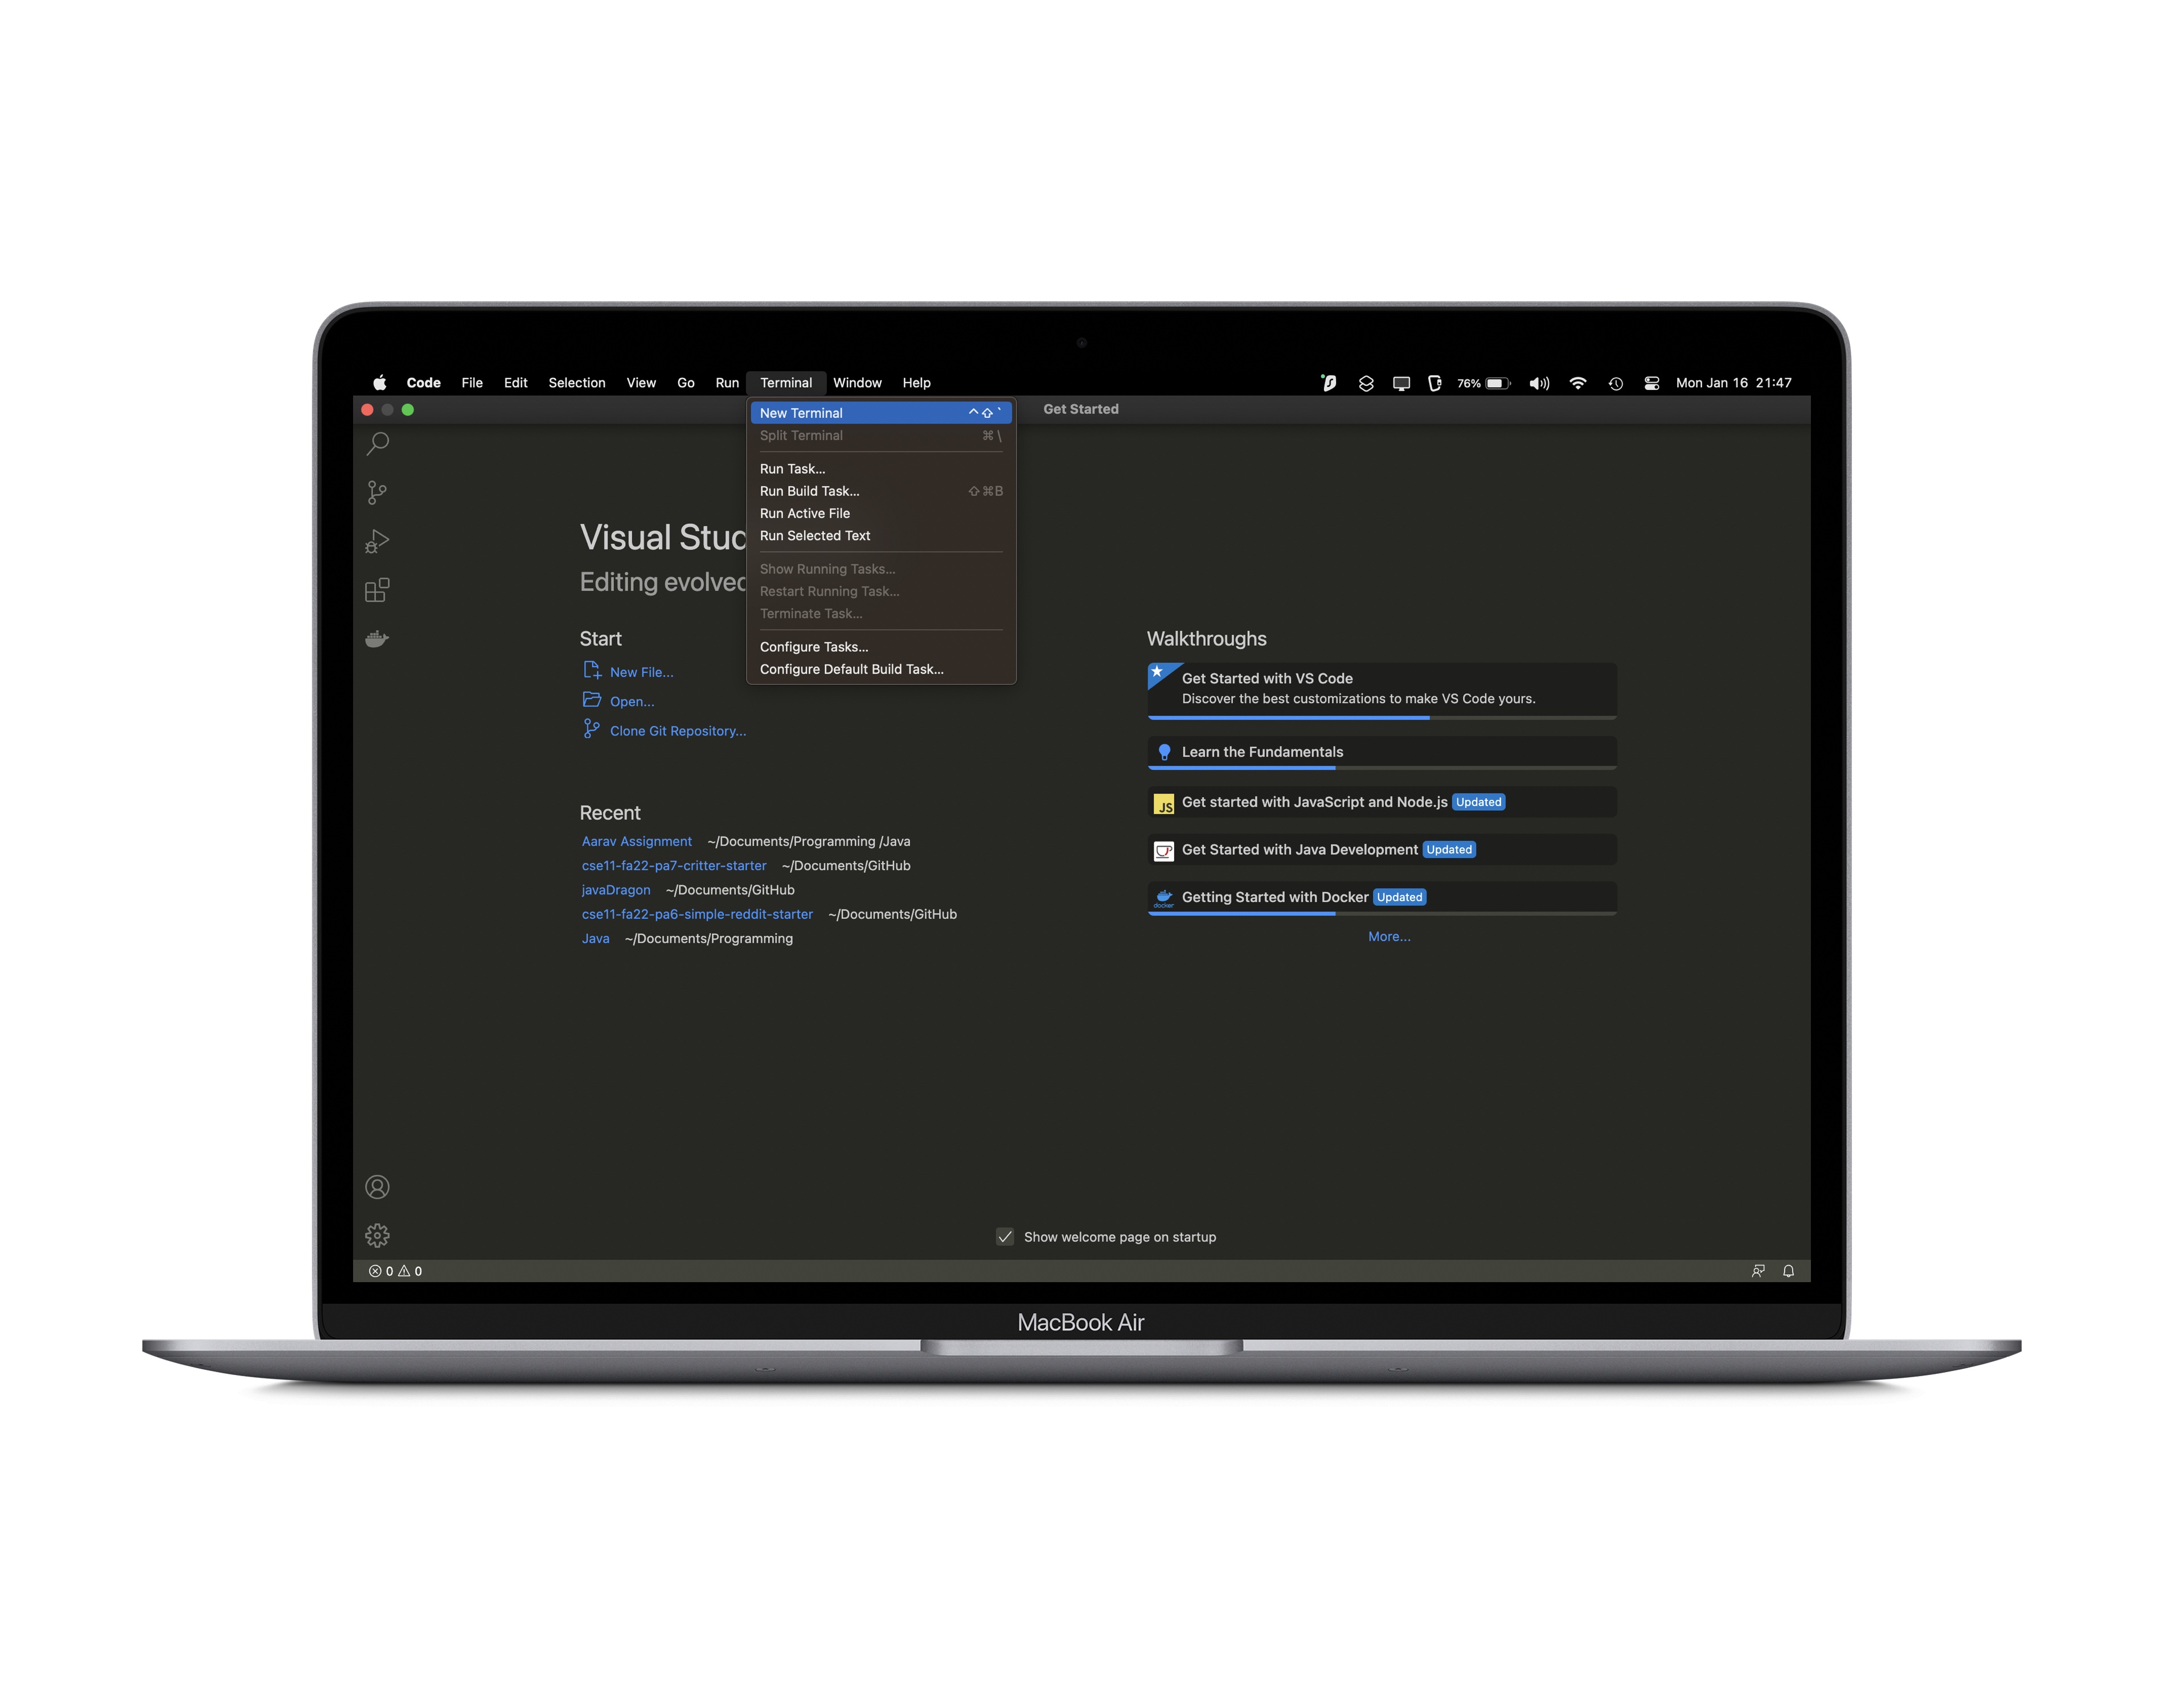 Code File Edit Selection View Go Run Terminal Window Help 76% Mon Jan 16 21:47
Get Started
New Terminal ^⇧`
Split Terminal ⌘\
Run Task...
Run Build Task... ⇧⌘B
Run Active File
Run Selected Text
Show Running Tasks...
Restart Running Task...
Terminate Task...
Configure Tasks...
Configure Default Build Task...
Visual Stud
Editing evolved
Start
New File...
Open...
Clone Git Repository...
Recent
Aarav Assignment ~/Documents/Programming /Java
cse11-fa22-pa7-critter-starter ~/Documents/GitHub
javaDragon ~/Documents/GitHub
cse11-fa22-pa6-simple-reddit-starter ~/Documents/GitHub
Java ~/Documents/Programming
Walkthroughs
Get Started with VS Code
Discover the best customizations to make VS Code yours.
Learn the Fundamentals
JS Get started with JavaScript and Node.js Updated
Get Started with Java Development Updated
docker Getting Started with Docker Updated
More...
Show welcome page on startup
0 0
MacBook Air